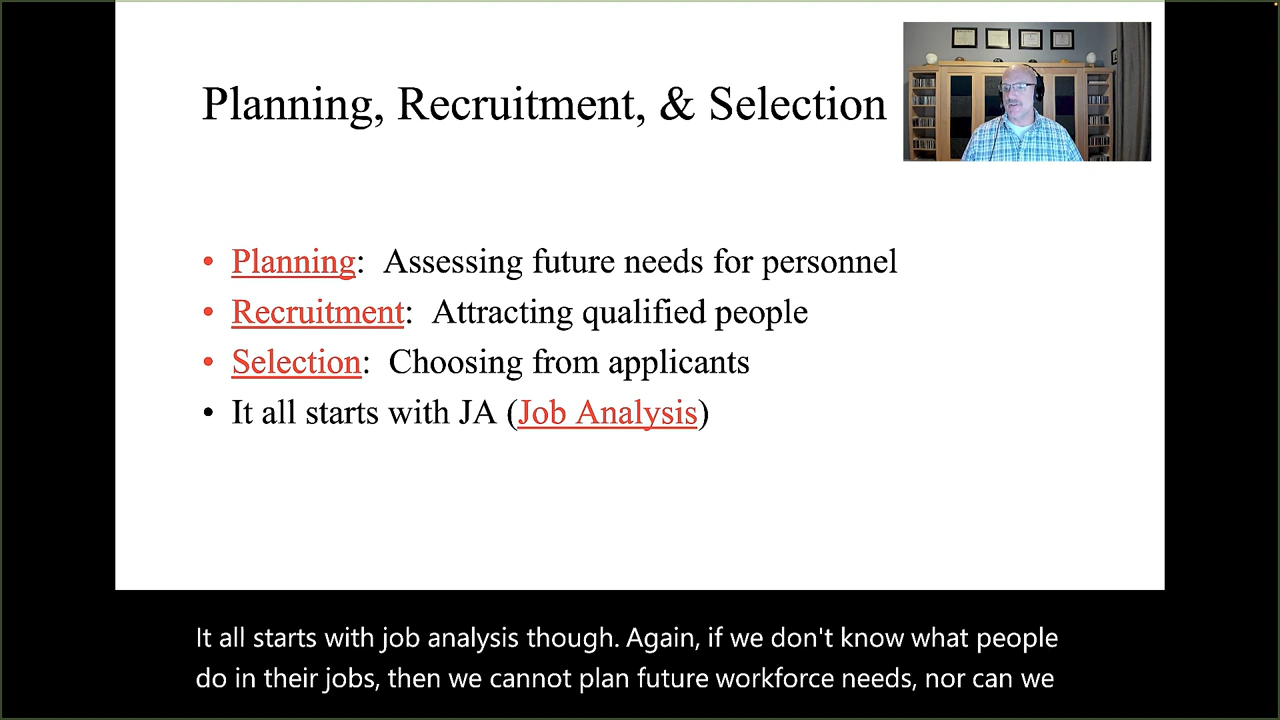 Planning, Recruitment, & Selection
• Planning: Assessing future needs for personnel
• Recruitment: Attracting qualified people
• Selection: Choosing from applicants
• It all starts with JA (Job Analysis)
It all starts with job analysis though. Again, if we don't know what people
do in their jobs, then we cannot plan future workforce needs, nor can we